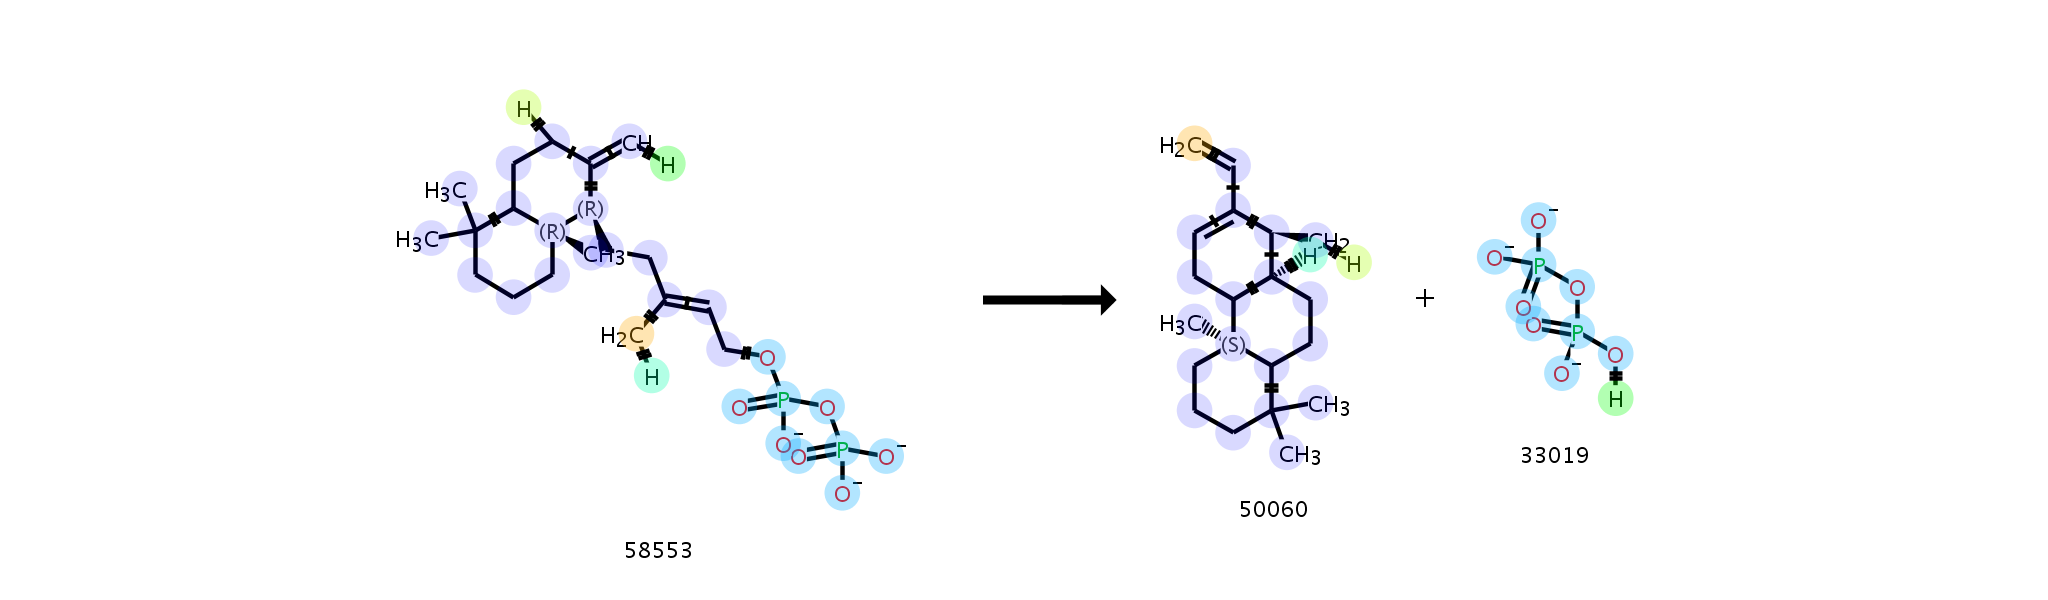 H
CH
H
H₃C
(R)
H₃C
(R)
CH₃
H₂C
H
O
O
P
O
O⁻
O
P
O⁻
O⁻
58553
H₂C
CH₂
H
H
H₃C
(S)
CH₃
CH₃
50060
+
O⁻
O⁻
P
O
O
O
P
O
O⁻
H
33019